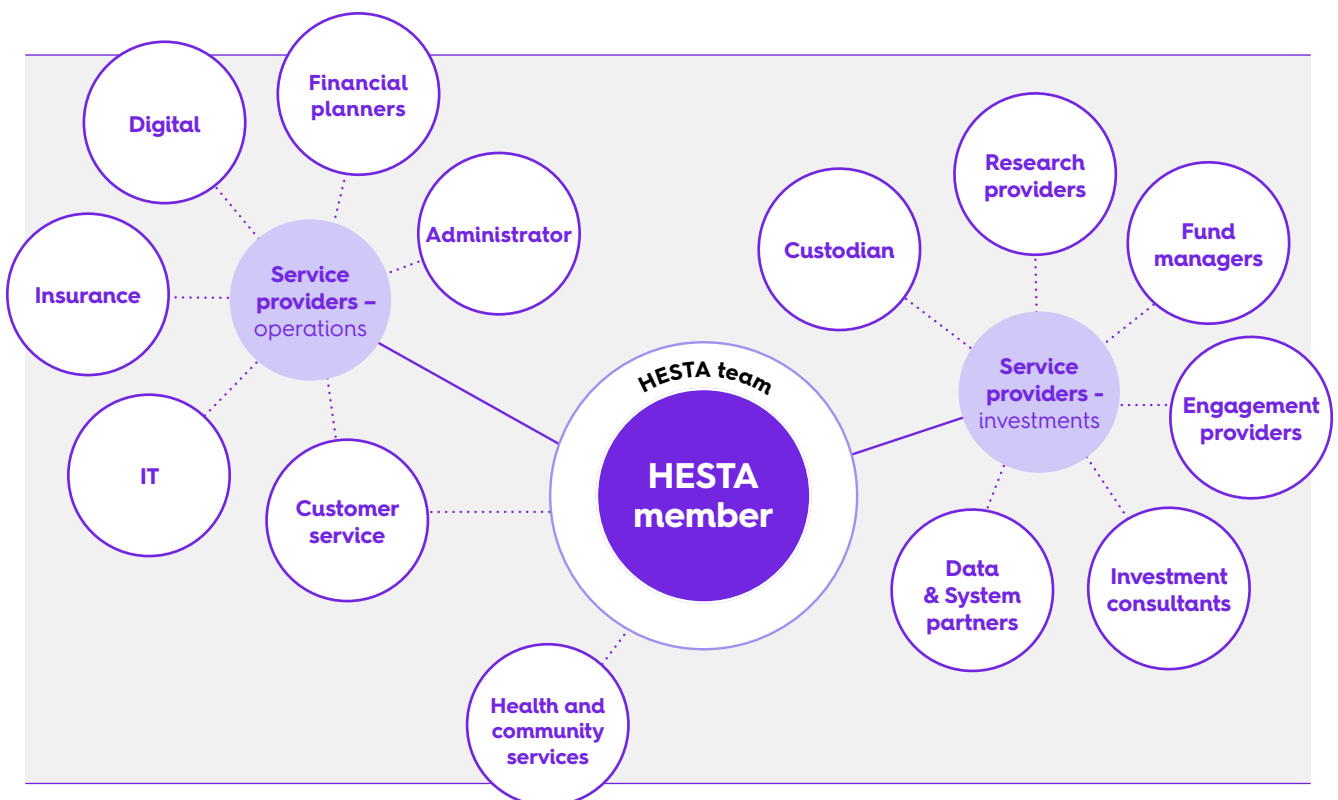 Financial
planners
Digital
Administrator
Service
providers –
operations
Insurance
IT
Customer
service
HESTA team
HESTA
member
Health and
community
services
Research
providers
Custodian
Fund
managers
Service
providers -
investments
Engagement
providers
Data
& System
partners
Investment
consultants